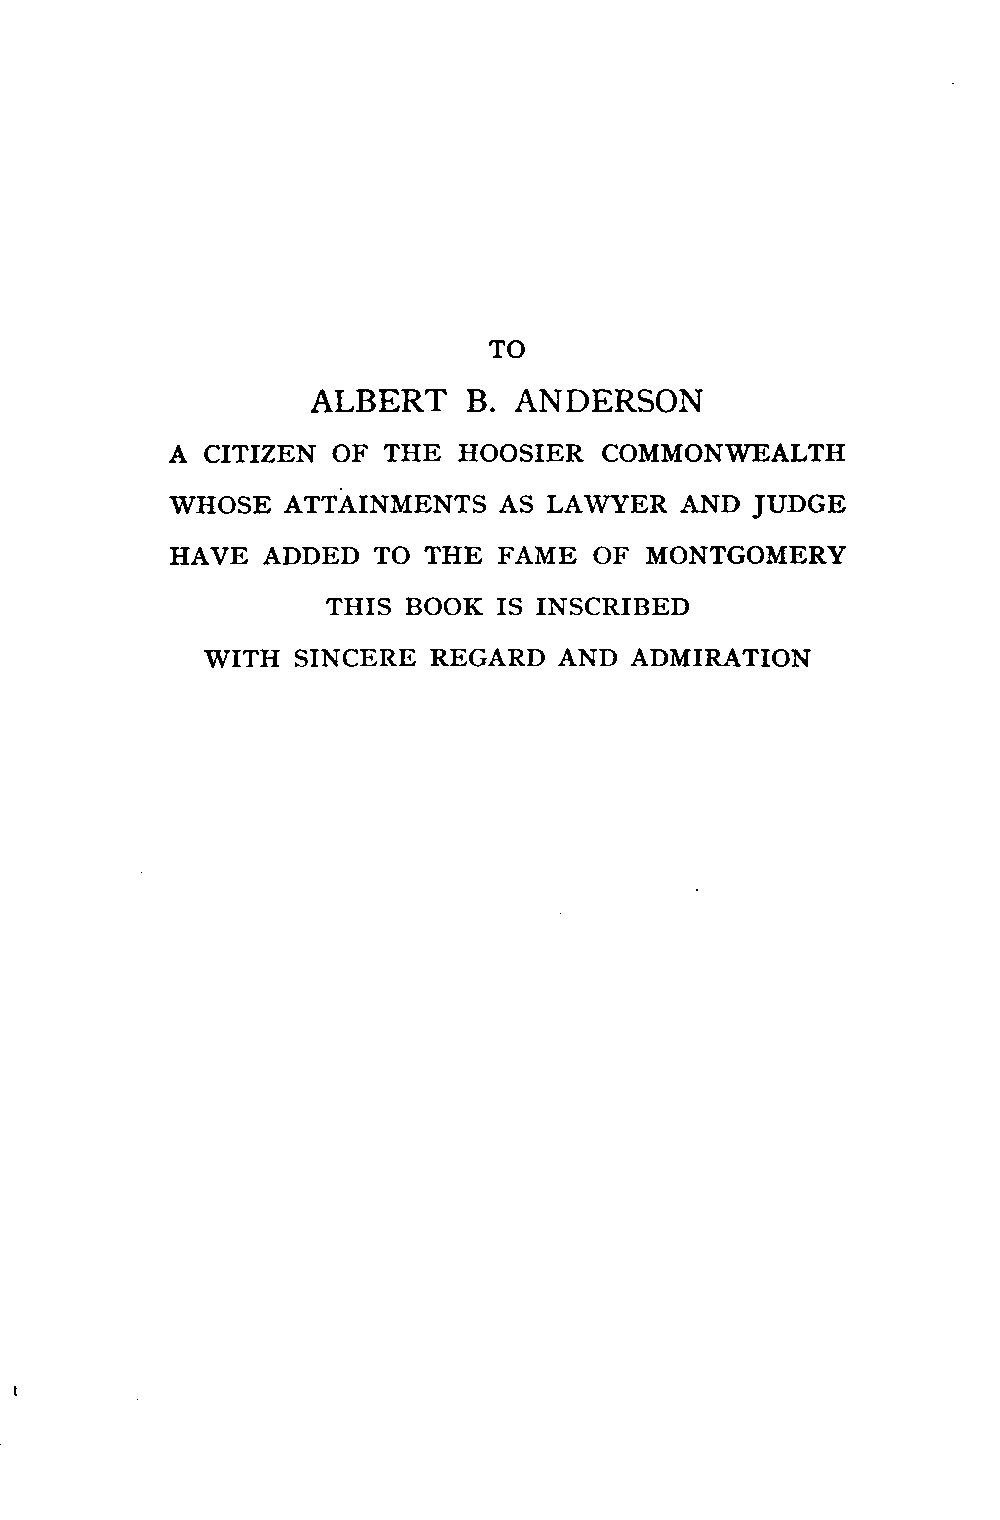 TO
ALBERT B. ANDERSON
A CITIZEN OF THE HOOSIER COMMONWEALTH
WHOSE ATTAINMENTS AS LAWYER AND JUDGE
HAVE ADDED TO THE FAME OF MONTGOMERY
THIS BOOK IS INSCRIBED
WITH SINCERE REGARD AND ADMIRATION